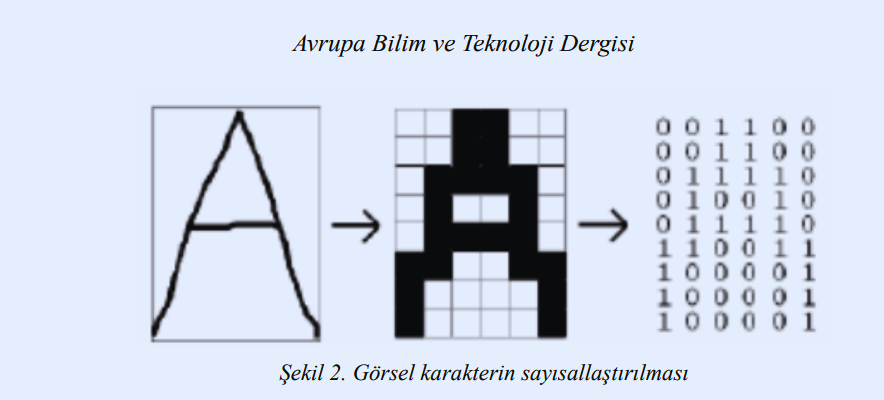 Avrupa Bilim ve Teknoloji Dergisi
A
0 0 1 1 0 0
0 0 1 1 0 0
0 1 1 1 1 0
0 1 0 0 1 0
0 1 1 1 1 0
1 1 0 0 1 1
1 0 0 0 0 1
1 0 0 0 0 1
1 0 0 0 0 1
Şekil 2. Görsel karakterin sayısallaştırılması